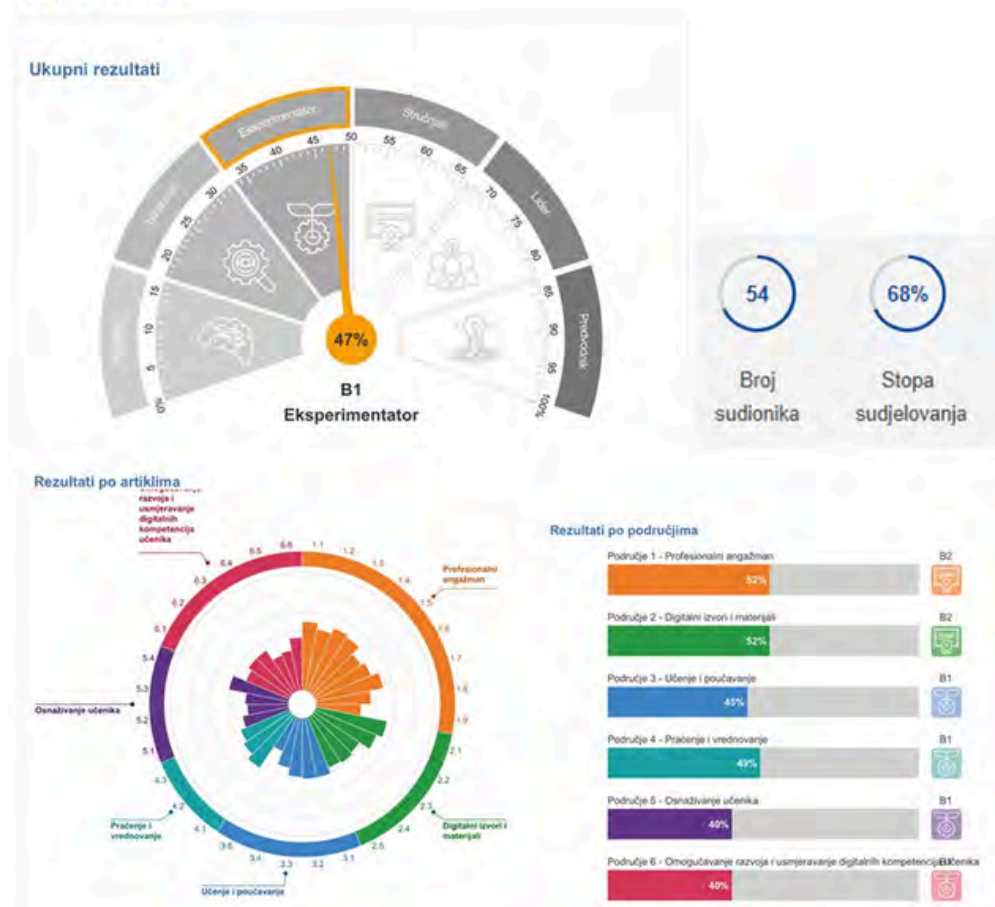 Ukupni rezultati
Eksperimentator
Stručnjak
Lider
Predvodnik
%0
5
10
15
20
25
30
35
40
45
50
55
60
65
70
75
80
85
90
95
100%
47%
B1
Eksperimentator
54
68%
Broj
sudionika
Stopa
sudjelovanja
Rezultati po artiklima
razvoja i
usmjeravanje
digitalnih
kompetencija
učenika
Profesionalni
angažman
Digitalni izvori i
materijali
Učenje i poučavanje
Praćenje i
vrednovanje
Osnaživanje učenika
1.1
1.2
1.3
1.4
1.5
1.6
1.7
1.8
1.9
2.1
2.2
2.3
2.4
2.5
3.1
3.2
3.3
3.4
3.5
4.1
4.2
4.3
5.1
5.2
5.3
5.4
6.1
6.2
6.3
6.4
6.5
6.6
Rezultati po područjima
Područje 1 - Profesionalni angažman B2
52%
Područje 2 - Digitalni izvori i materijali B2
52%
Područje 3 - Učenje i poučavanje B1
45%
Područje 4 - Praćenje i vrednovanje B1
49%
Područje 5 - Osnaživanje učenika B1
40%
Područje 6 - Omogućavanje razvoja i usmjeravanje digitalnih kompetencija učenika
40%